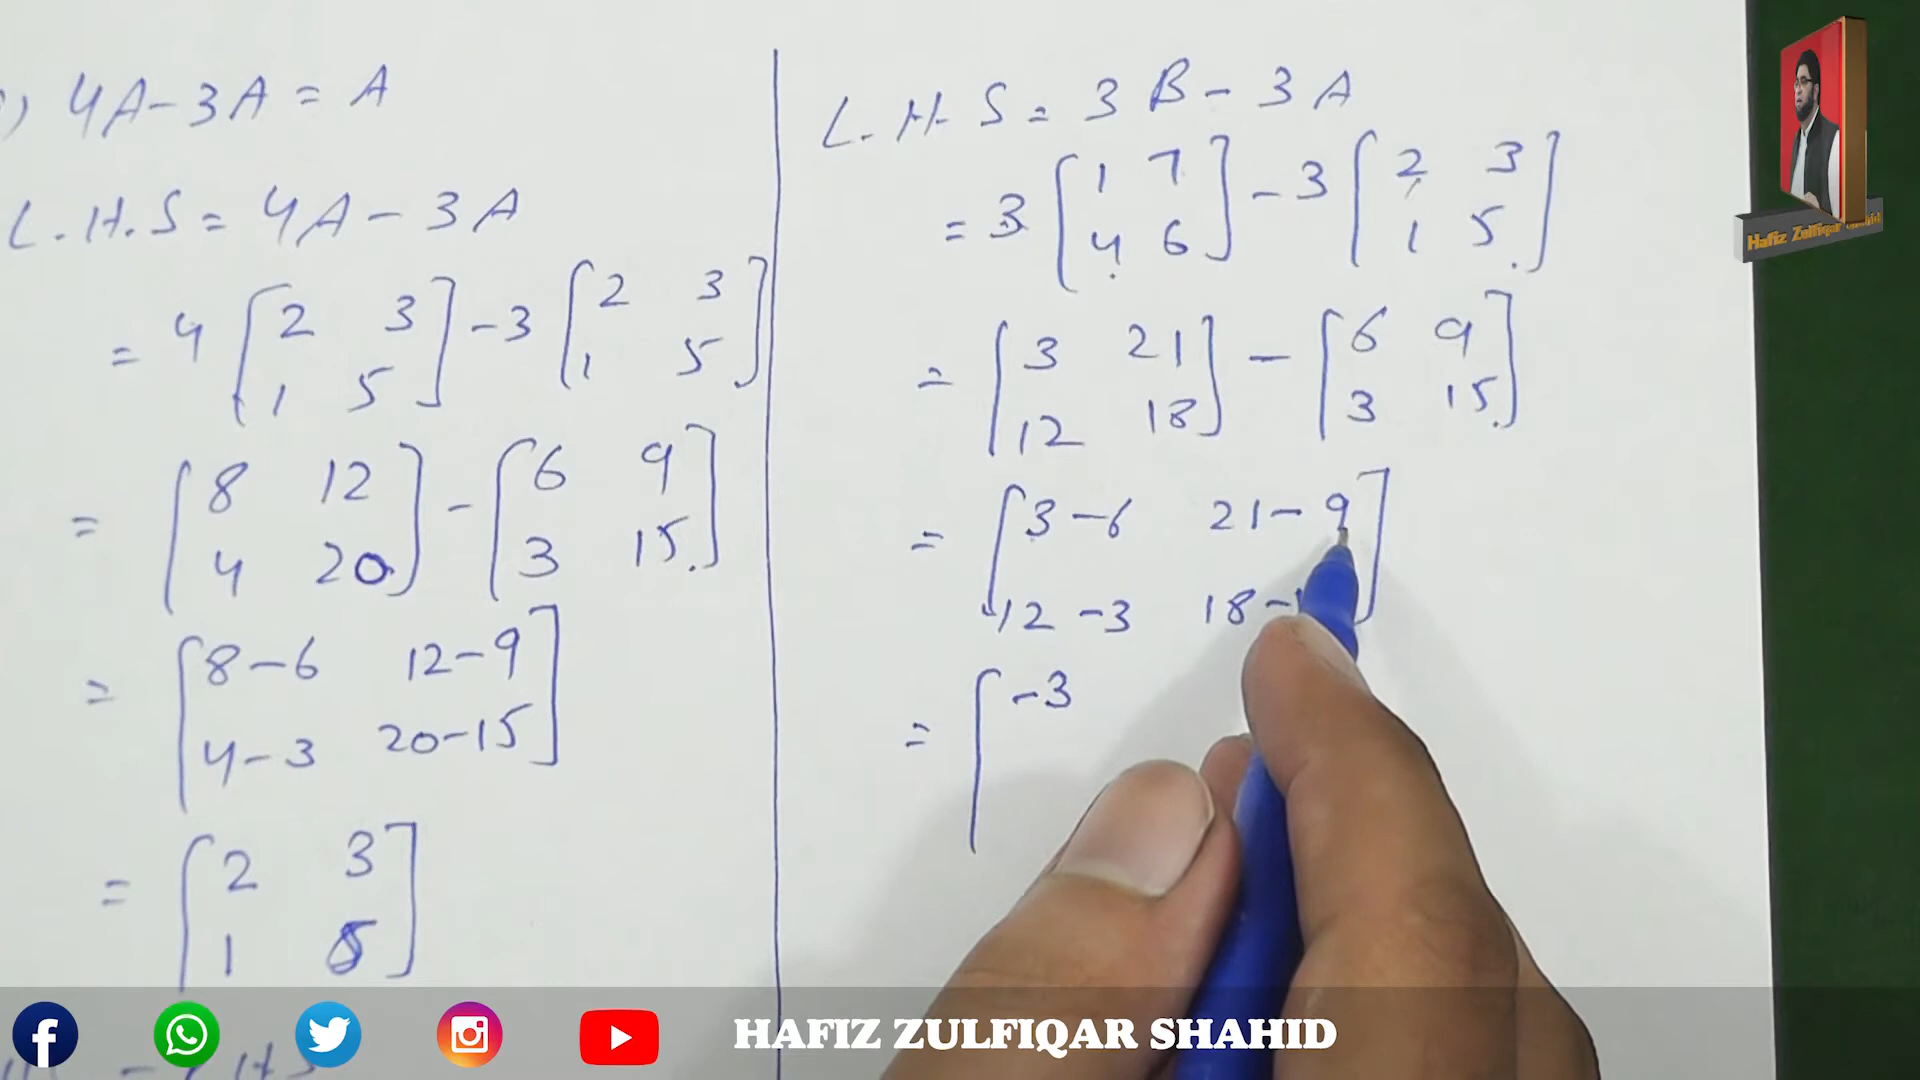 ) 4A-3A = A
L.H.S = 4A - 3A
= 4 [2 3] -3 [2 3]
[1 5] [1 5]
= [8 12] - [6 9]
[4 20] [3 15]
= [8-6 12-9]
[4-3 20-15]
= [2 3]
[1 5]
L.H.S = 3B - 3A
= 3 [1 7] - 3 [2 3]
[4 6] [1 5]
= [3 21] - [6 9]
[12 18] [3 15]
= [3-6 21-9]
[12-3 18-
= [-3
Hafiz Zulfiqar Shahid
HAFIZ ZULFIQAR SHAHID